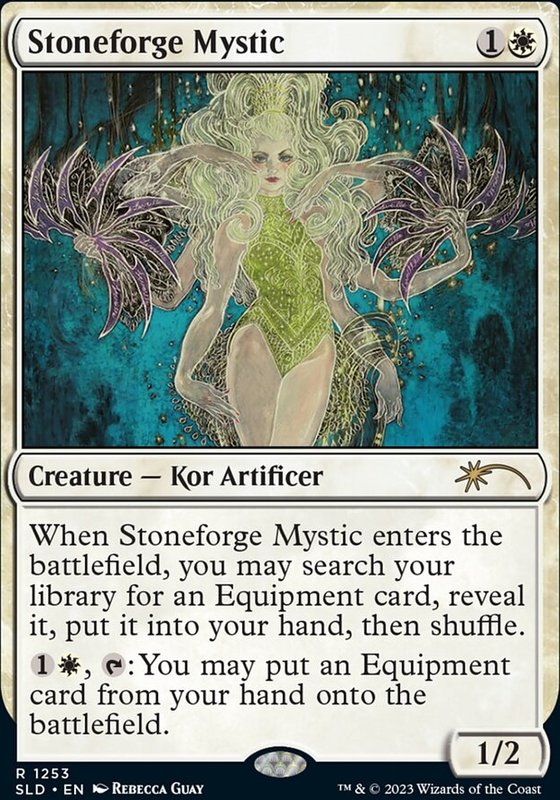 Stoneforge Mystic 1
Creature — Kor Artificer
When Stoneforge Mystic enters the
battlefield, you may search your
library for an Equipment card, reveal
it, put it into your hand, then shuffle.
1, : You may put an Equipment
card from your hand onto the
battlefield.
1/2
R 1253
SLD • EN Rebecca Guay
™ & © 2023 Wizards of the Coast